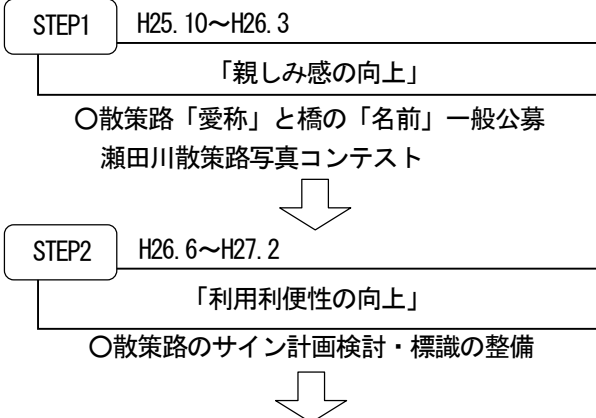 STEP1 H25.10～H26.3
「親しみ感の向上」
〇散策路「愛称」と橋の「名前」一般公募
瀬田川散策路写真コンテスト
STEP2 H26.6～H27.2
「利用利便性の向上」
〇散策路のサイン計画検討・標識の整備